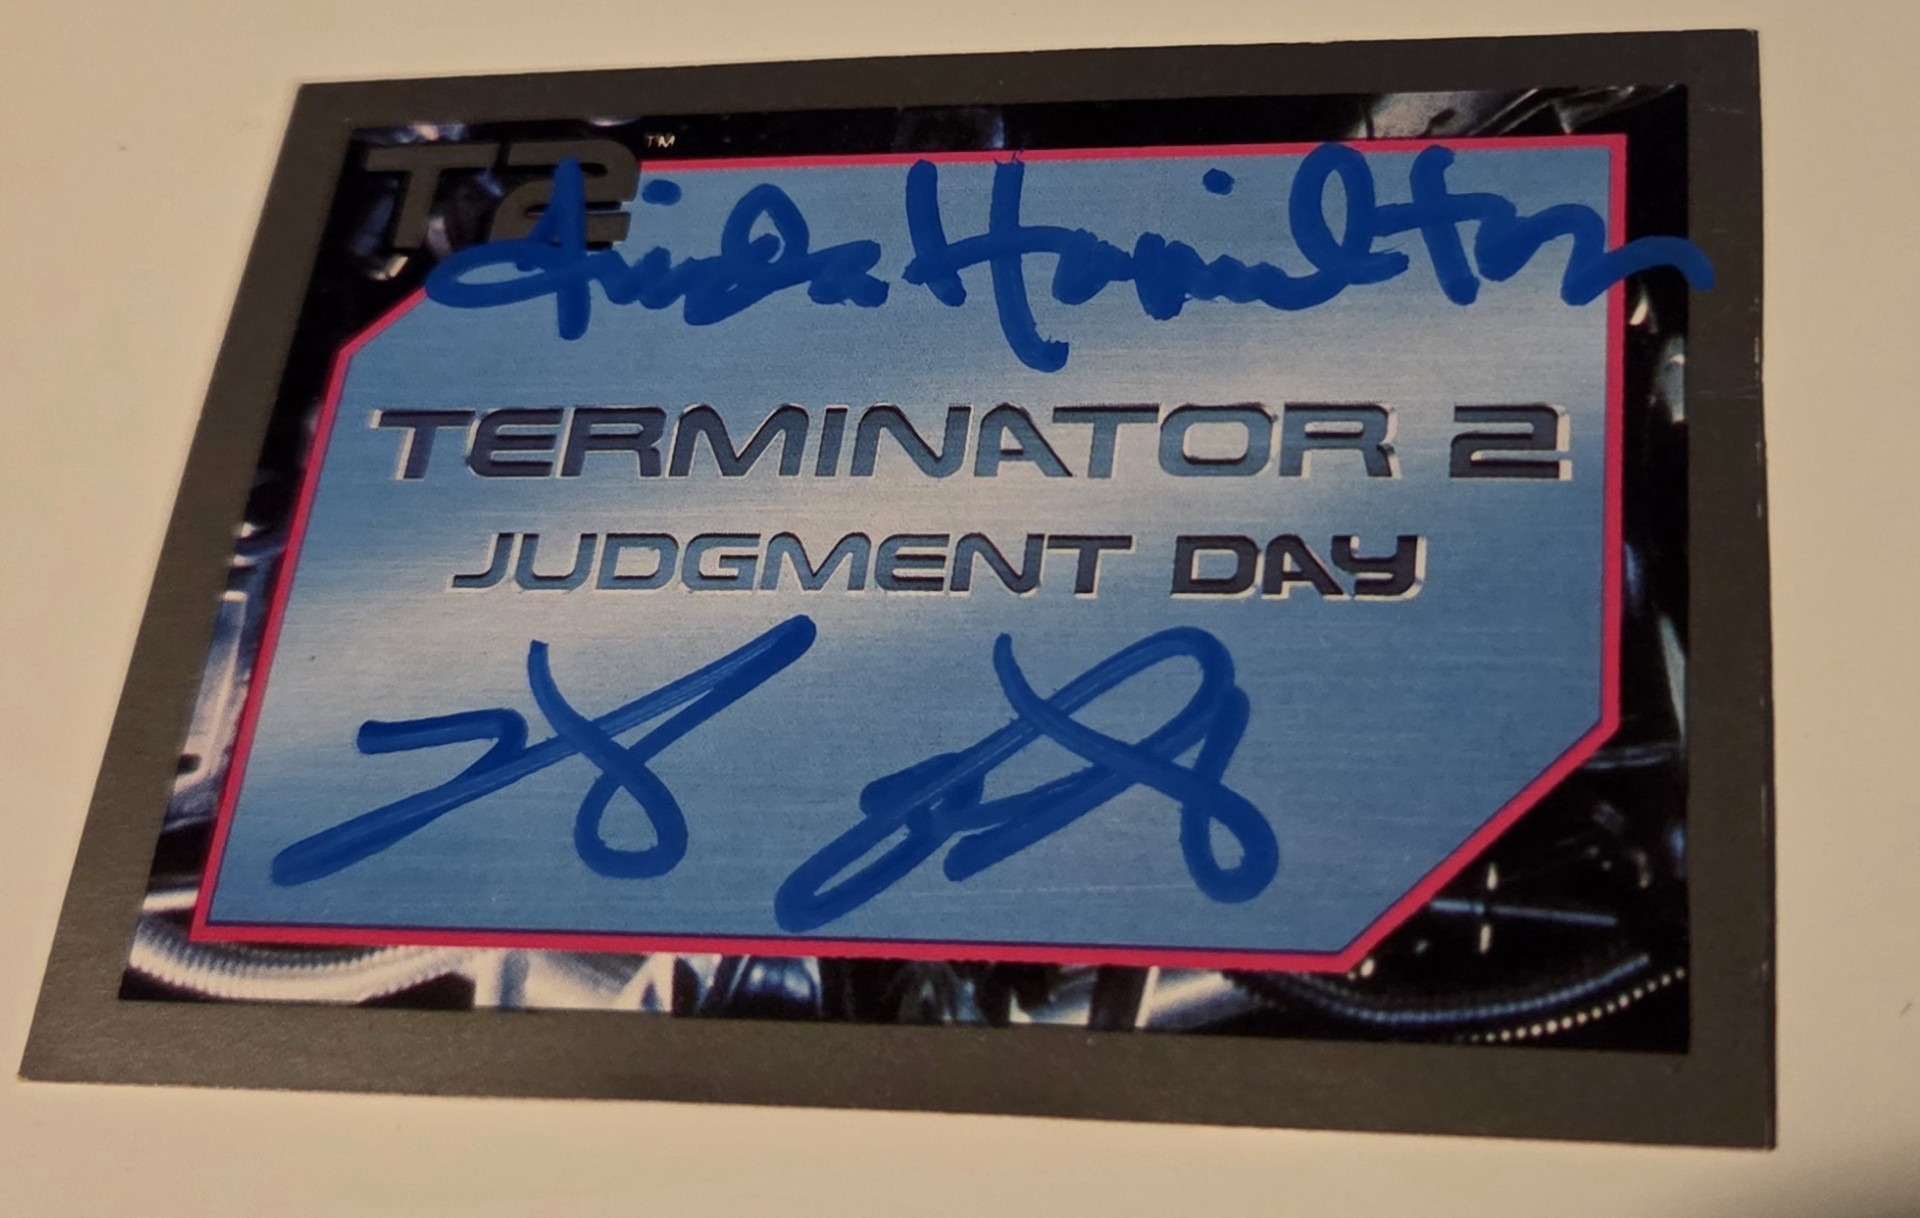 T2™
Linda Hamilton
TERMINATOR 2
JUDGMENT DAY